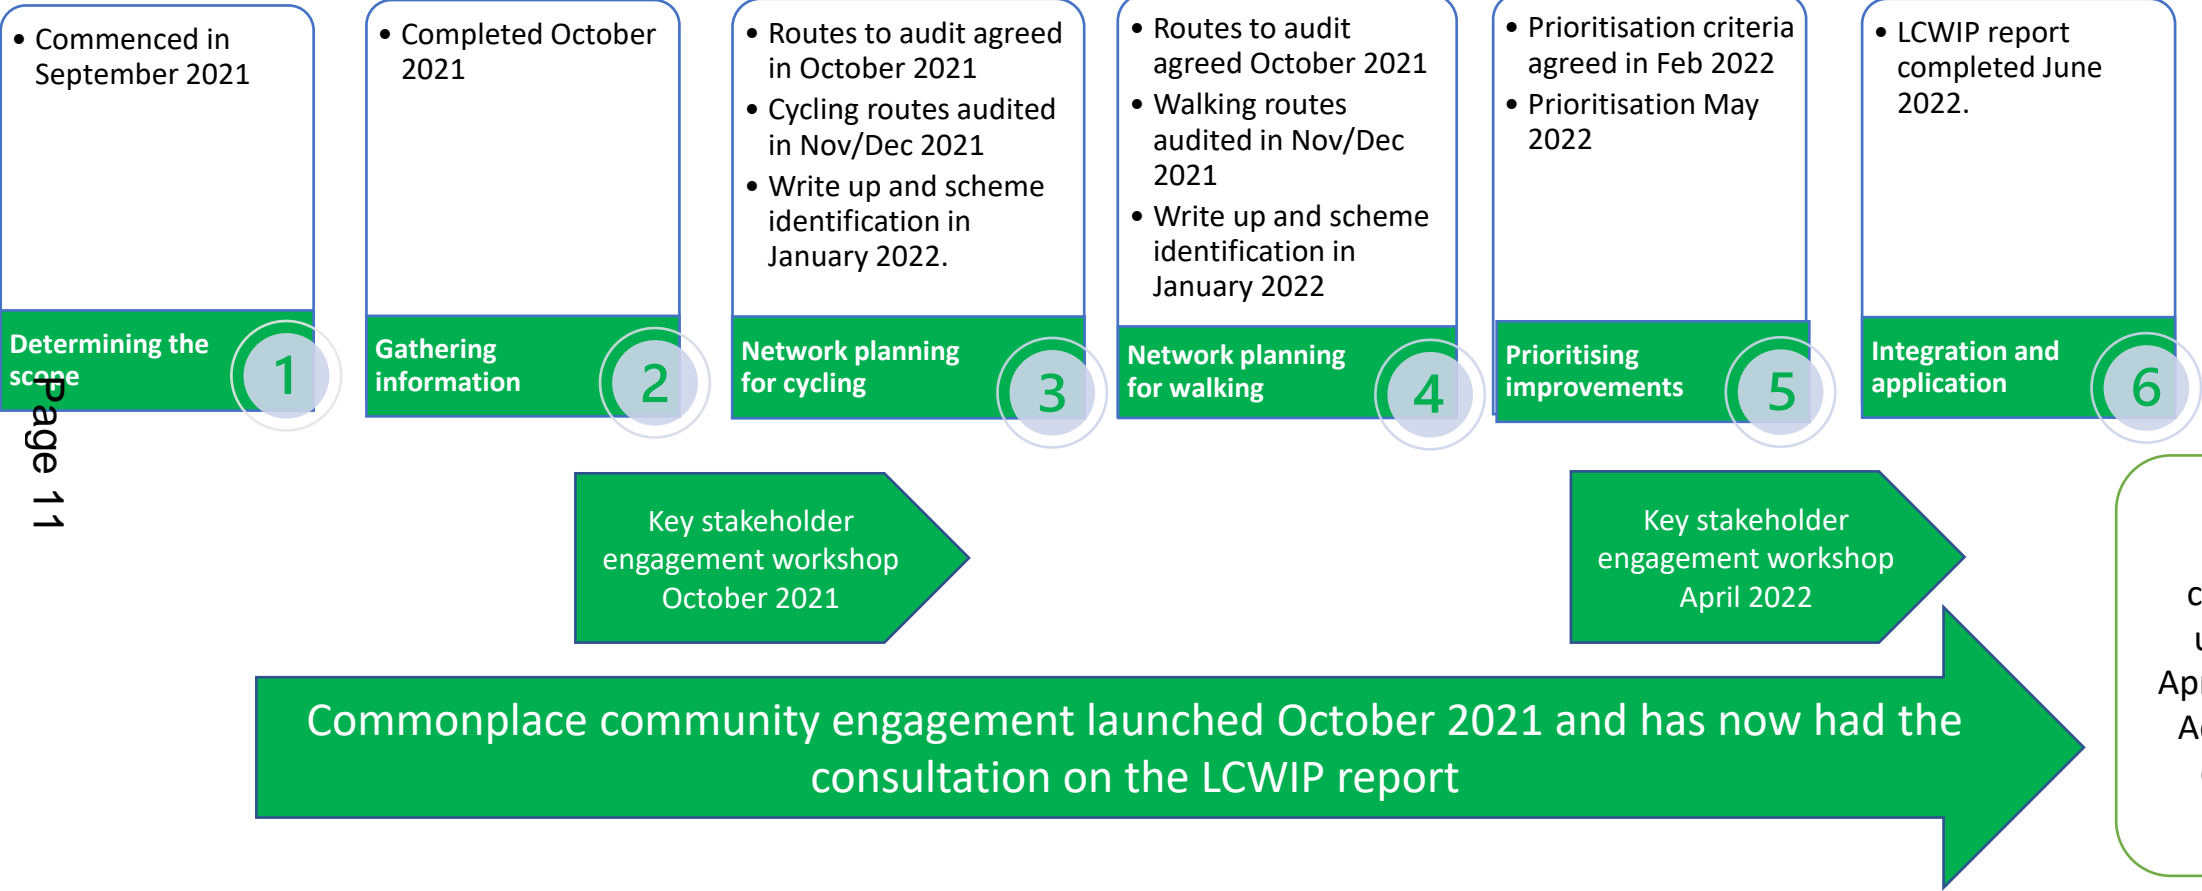 • Commenced in
September 2021
Determining the
scope
1
• Completed October
2021
Gathering
information
2
• Routes to audit agreed
in October 2021
• Cycling routes audited
in Nov/Dec 2021
• Write up and scheme
identification in
January 2022.
Network planning
for cycling
3
• Routes to audit
agreed October 2021
• Walking routes
audited in Nov/Dec
2021
• Write up and scheme
identification in
January 2022
Network planning
for walking
4
• Prioritisation criteria
agreed in Feb 2022
• Prioritisation May
2022
Prioritising
improvements
5
• LCWIP report
completed June
2022.
Integration and
application
6
Page 11
Key stakeholder
engagement workshop
October 2021
Key stakeholder
engagement workshop
April 2022
Commonplace community engagement launched October 2021 and has now had the
consultation on the LCWIP report